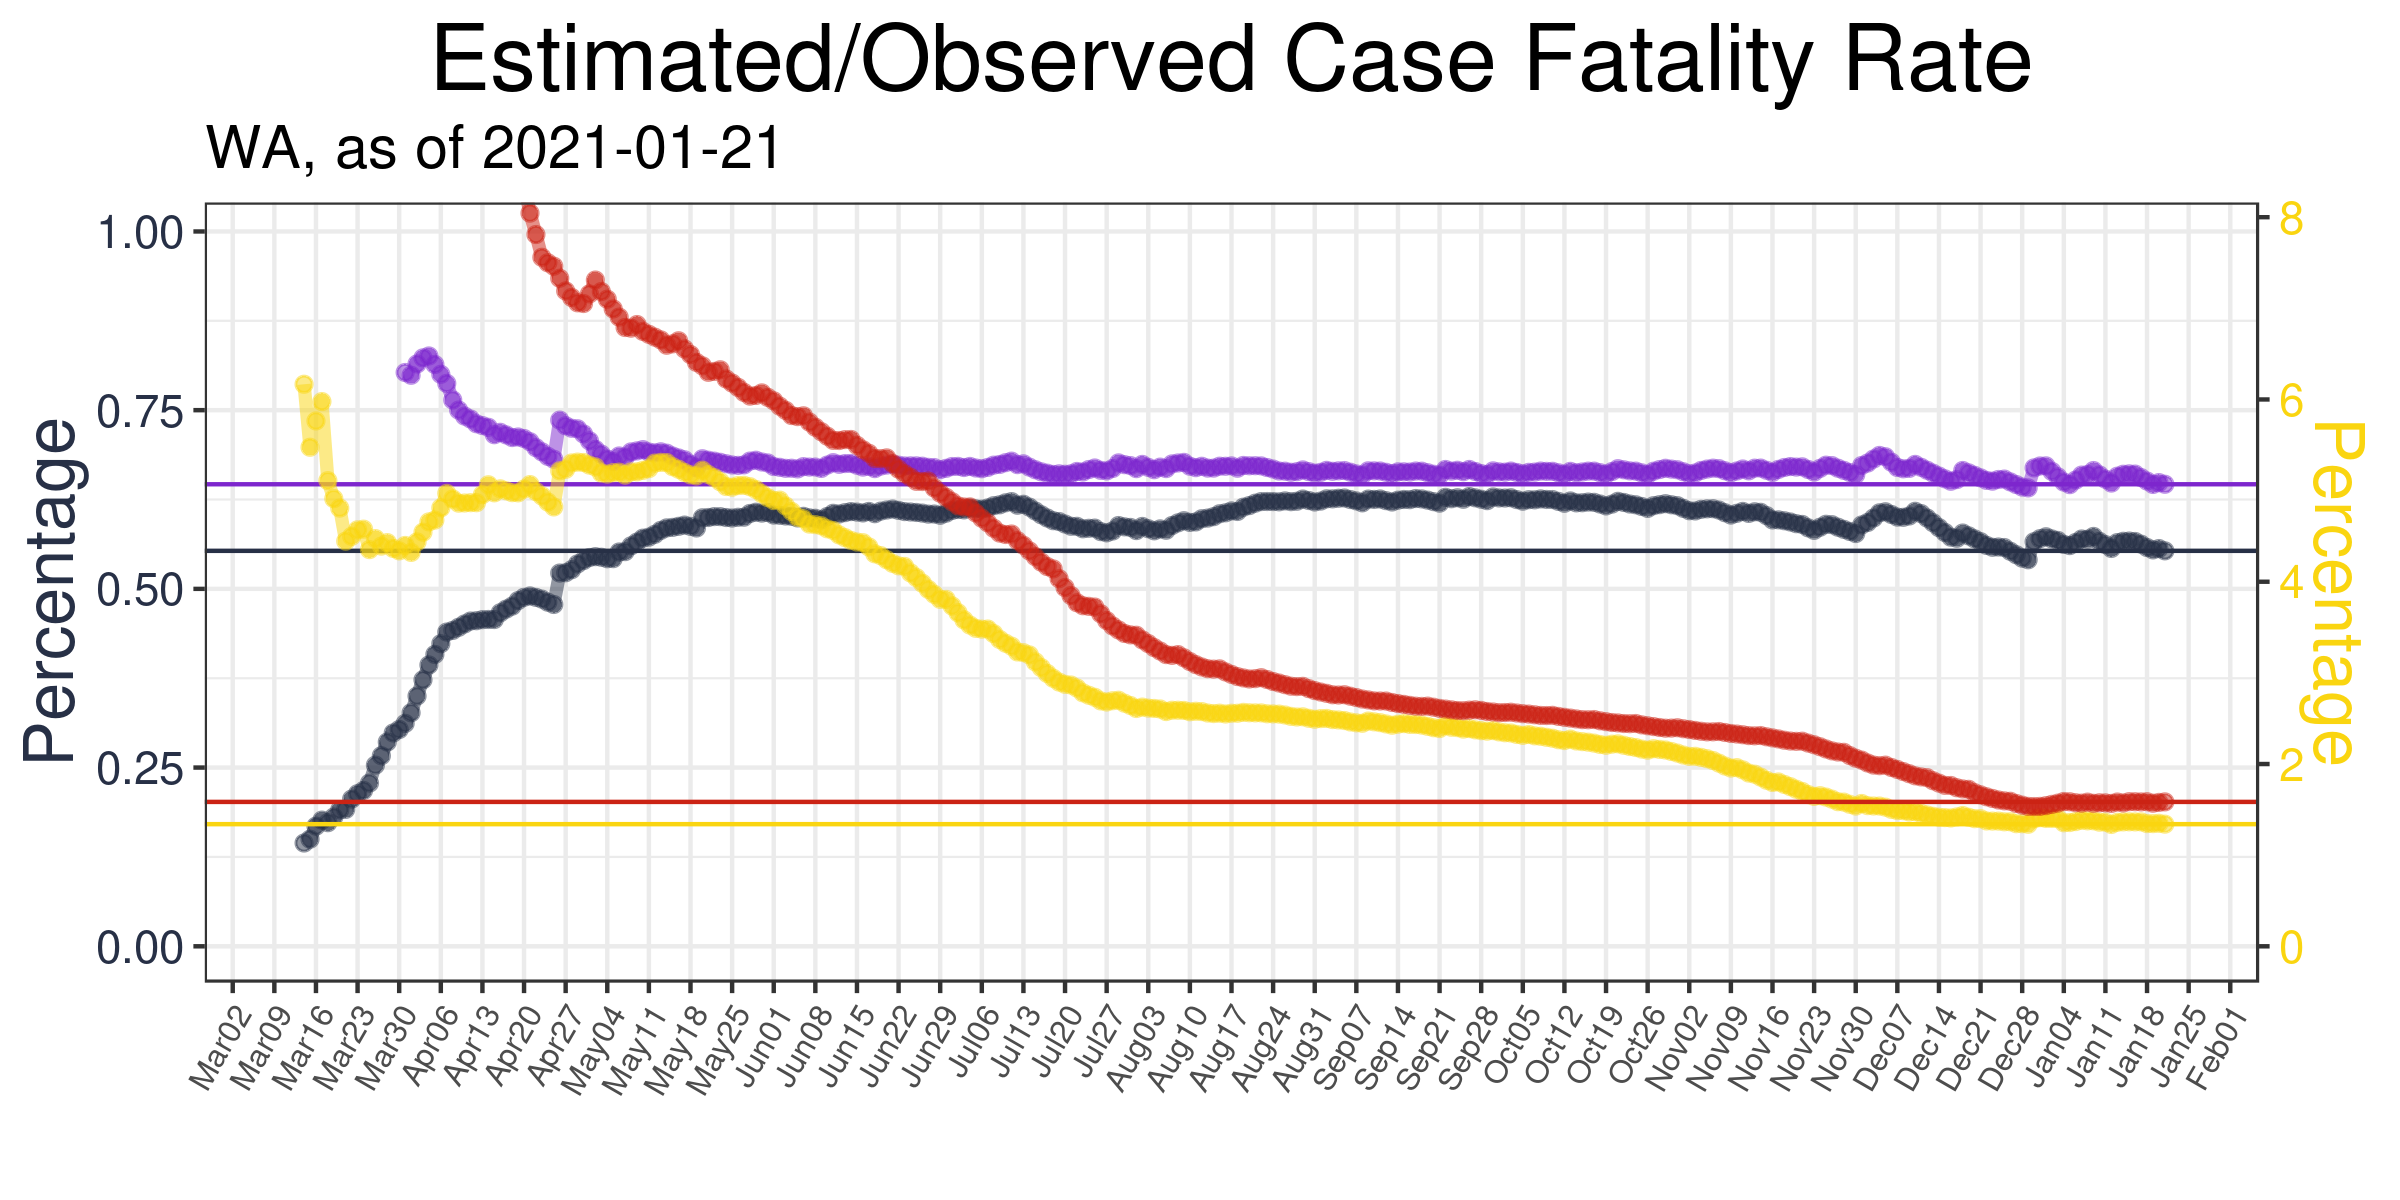 Estimated/Observed Case Fatality Rate
WA, as of 2021-01-21
Percentage
1.00
0.75
0.50
0.25
0.00
8
6
4
2
0
Percentage
Mar02
Mar09
Mar16
Mar23
Mar30
Apr06
Apr13
Apr20
Apr27
May04
May11
May18
May25
Jun01
Jun08
Jun15
Jun22
Jun29
Jul06
Jul13
Jul20
Jul27
Aug03
Aug10
Aug17
Aug24
Aug31
Sep07
Sep14
Sep21
Sep28
Oct05
Oct12
Oct19
Oct26
Nov02
Nov09
Nov16
Nov23
Nov30
Dec07
Dec14
Dec21
Dec28
Jan04
Jan11
Jan18
Jan25
Feb01